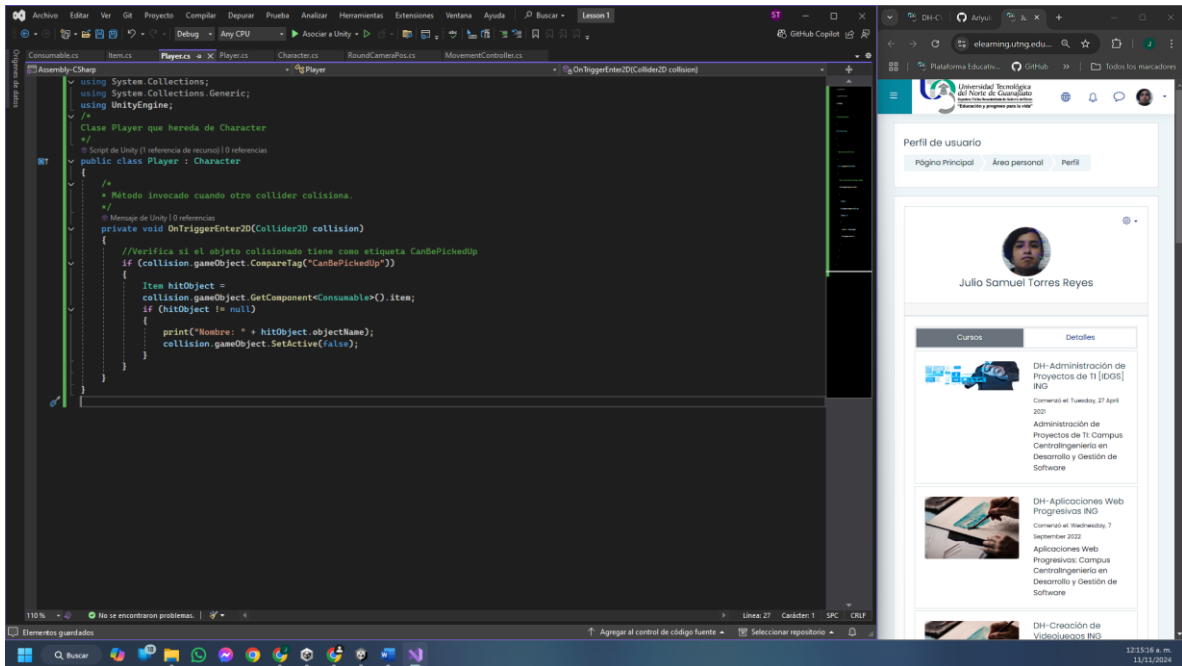 Archivo Editar Ver Git Proyecto Compilar Depurar Prueba Analizar Herramientas Extensiones Ventana Ayuda Buscar Lesson 1 ST
Debug Any CPU Asociar a Unity GitHub Copilot
Consumable.cs Item.cs Player.cs Player.cs Character.cs RoundCameraPos.cs MovementController.cs
Orígenes de datos
Assembly-CSharp Player OnTriggerEnter2D(Collider2D collision)
using System.Collections;
using System.Collections.Generic;
using UnityEngine;
/*
Clase Player que hereda de Character
*/
Script de Unity (1 referencia de recurso) | 0 referencias
public class Player : Character
{
/*
* Método invocado cuando otro collider colisiona.
*/
Mensaje de Unity | 0 referencias
private void OnTriggerEnter2D(Collider2D collision)
{
//Verifica si el objeto colisionado tiene como etiqueta CanBePickedUp
if (collision.gameObject.CompareTag("CanBePickedUp"))
{
Item hitObject =
collision.gameObject.GetComponent<Consumable>().item;
if (hitObject != null)
{
print("Nombre: " + hitObject.objectName);
collision.gameObject.SetActive(false);
}
}
}
}
110 % No se encontraron problemas. Línea: 27 Carácter: 1 SPC CRLF
Elementos guardados Agregar al control de código fuente Seleccionar repositorio
DH-C Ariyui
elearning.utng.edu...
J
Plataforma Educativ... GitHub Todos los marcadores
Universidad Tecnológica
del Norte de Guanajuato
"Educación y progreso para la vida"
Perfil de usuario
Página Principal Área personal Perfil
Julio Samuel Torres Reyes
Cursos Detalles
DH-Administración de
Proyectos de TI [IDGS]
ING
Comenzó el: Tuesday, 27 April
2021
Administración de
Proyectos de TI: Campus
CentralIngeniería en
Desarrollo y Gestión de
Software
DH-Aplicaciones Web
Progresivas ING
Comenzó el: Wednesday, 7
September 2022
Aplicaciones Web
Progresivas: Campus
CentralIngeniería en
Desarrollo y Gestión de
Software
DH-Creación de
Videojuegos ING
Buscar
12:15:16 a. m.
11/11/2024